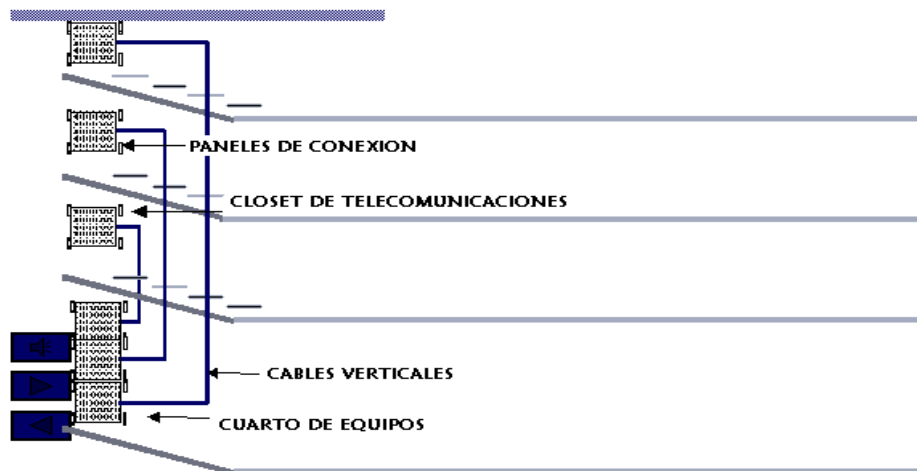 PANELES DE CONEXION
CLOSET DE TELECOMUNICACIONES
CABLES VERTICALES
CUARTO DE EQUIPOS